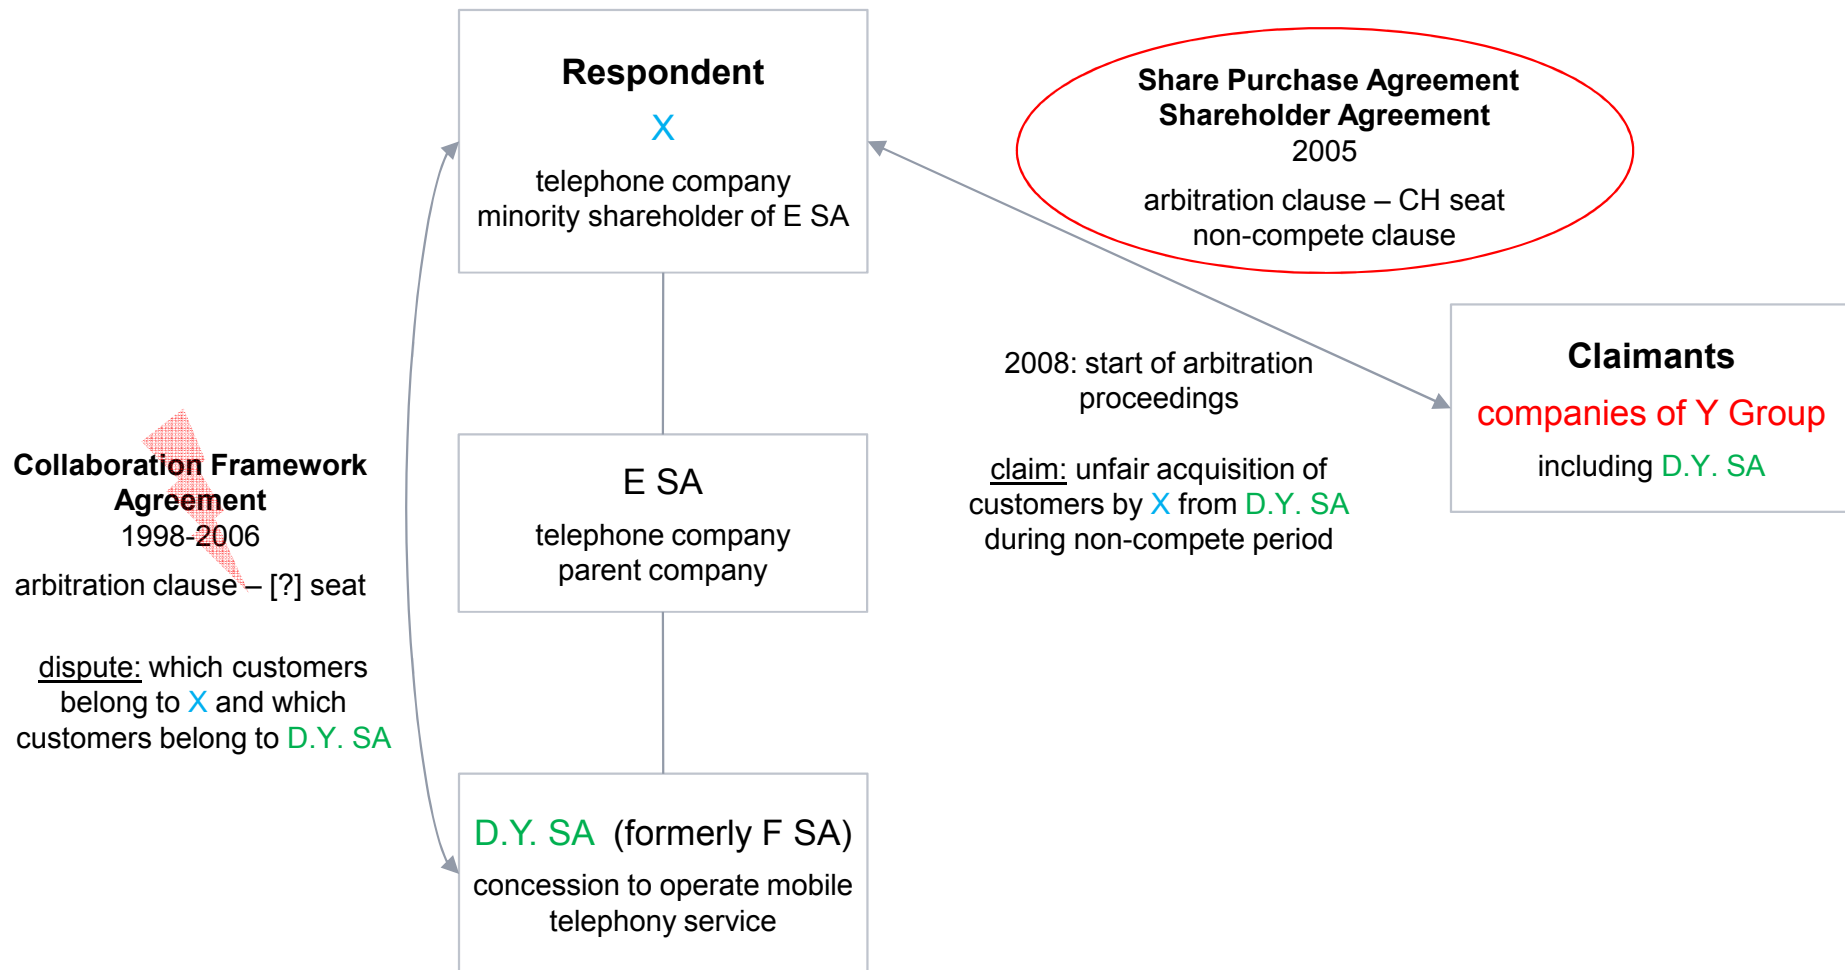 Respondent
X
telephone company
minority shareholder of E SA
Share Purchase Agreement
Shareholder Agreement
2005
arbitration clause – CH seat
non-compete clause
2008: start of arbitration
proceedings
claim: unfair acquisition of
customers by X from D.Y. SA
during non-compete period
Claimants
companies of Y Group
including D.Y. SA
Collaboration Framework
Agreement
1998-2006
arbitration clause – [?] seat
dispute: which customers
belong to X and which
customers belong to D.Y. SA
E SA
telephone company
parent company
D.Y. SA (formerly F SA)
concession to operate mobile
telephony service